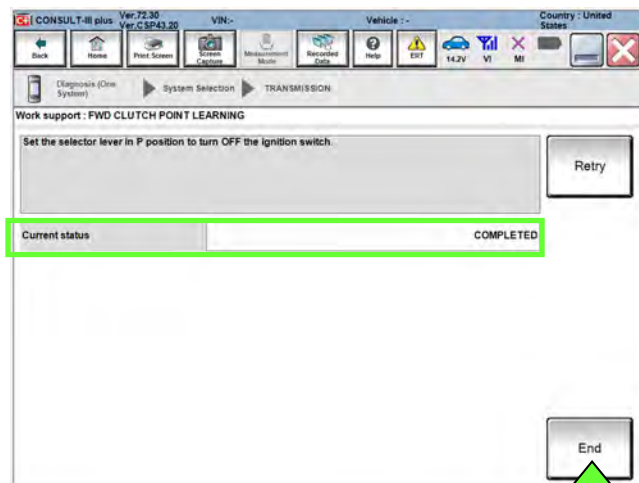 CONSULT-III plus Ver.72.30 VIN:- Vehicle : - Country : United
Ver.CSP43.20 States
Back Home Print Screen Screen Capture Measurement Mode Recorded Data Help ERT 14.2V VI MI
Diagnosis (One System) System Selection TRANSMISSION
Work support : FWD CLUTCH POINT LEARNING
Set the selector lever in P position to turn OFF the ignition switch.
Retry
Current status COMPLETED
End